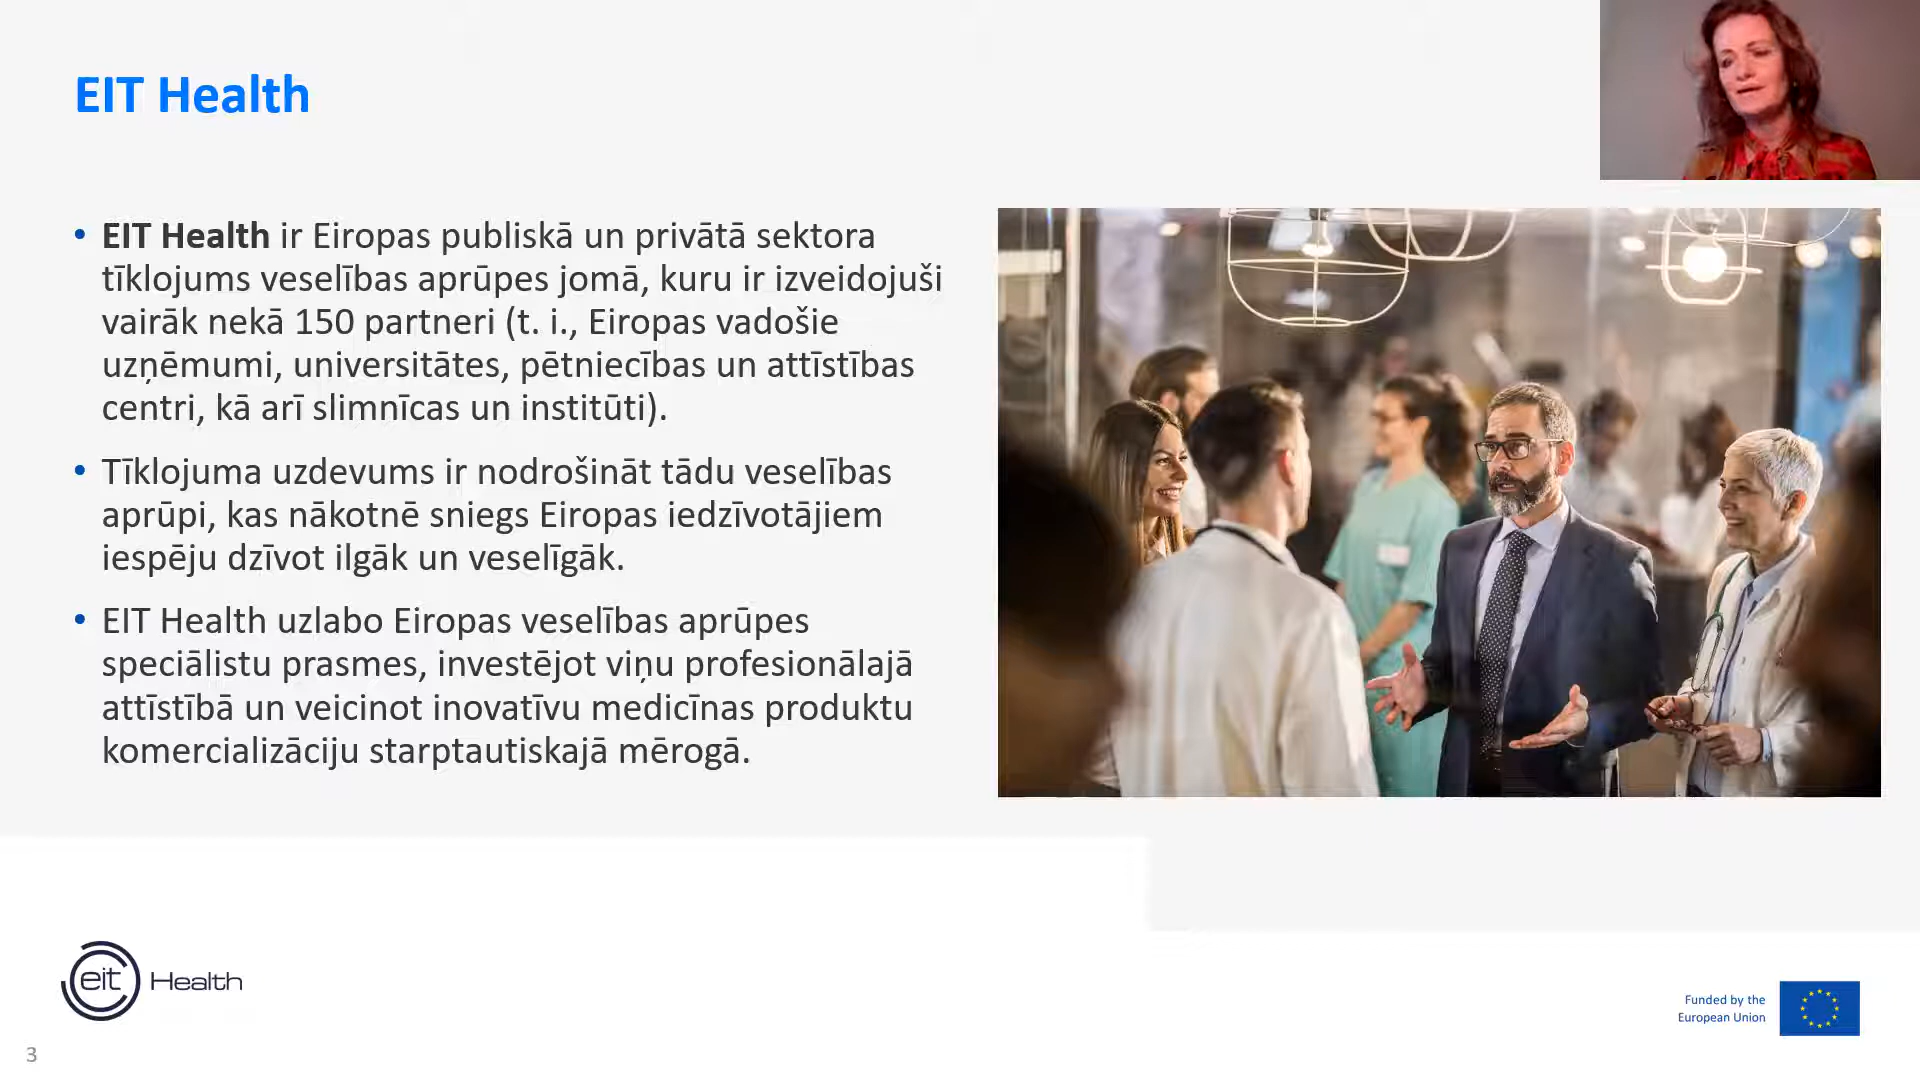 EIT Health
• EIT Health ir Eiropas publiskā un privātā sektora
tīklojums veselības aprūpes jomā, kuru ir izveidojuši
vairāk nekā 150 partneri (t. i., Eiropas vadošie
uzņēmumi, universitātes, pētniecības un attīstības
centri, kā arī slimnīcas un institūti).
• Tīklojuma uzdevums ir nodrošināt tādu veselības
aprūpi, kas nākotnē sniegs Eiropas iedzīvotājiem
iespēju dzīvot ilgāk un veselīgāk.
• EIT Health uzlabo Eiropas veselības aprūpes
speciālistu prasmes, investējot viņu profesionālajā
attīstībā un veicinot inovatīvu medicīnas produktu
komercializāciju starptautiskajā mērogā.
eit Health
Funded by the
European Union
3